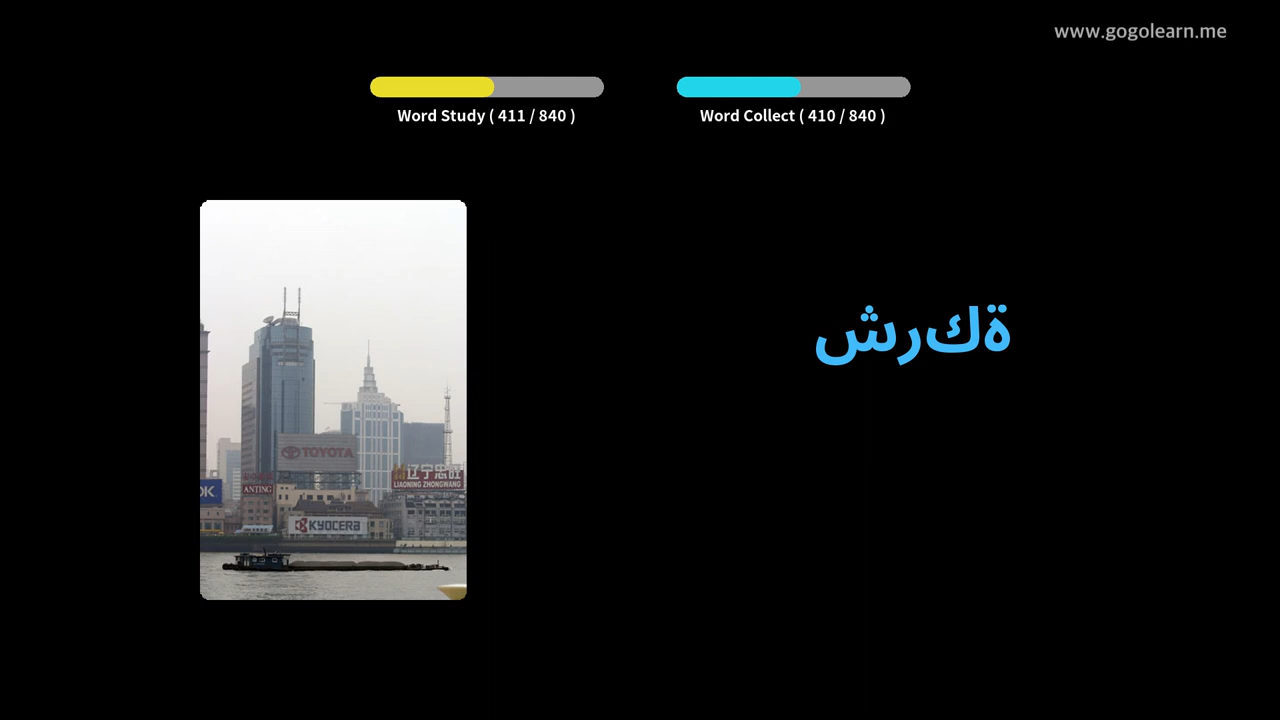 www.gogolearn.me
Word Study ( 411 / 840 )
Word Collect ( 410 / 840 )
شركة
TOYOTA
辽宁忠旺
LIAONING ZHONGWANG
ANTING
OK
KYOCERA